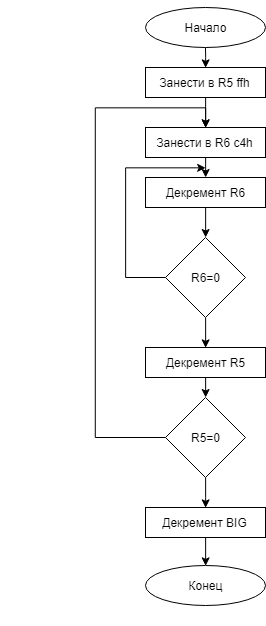 Начало
Занести в R5 ffh
Занести в R6 c4h
Декремент R6
R6=0
Декремент R5
R5=0
Декремент BIG
Конец